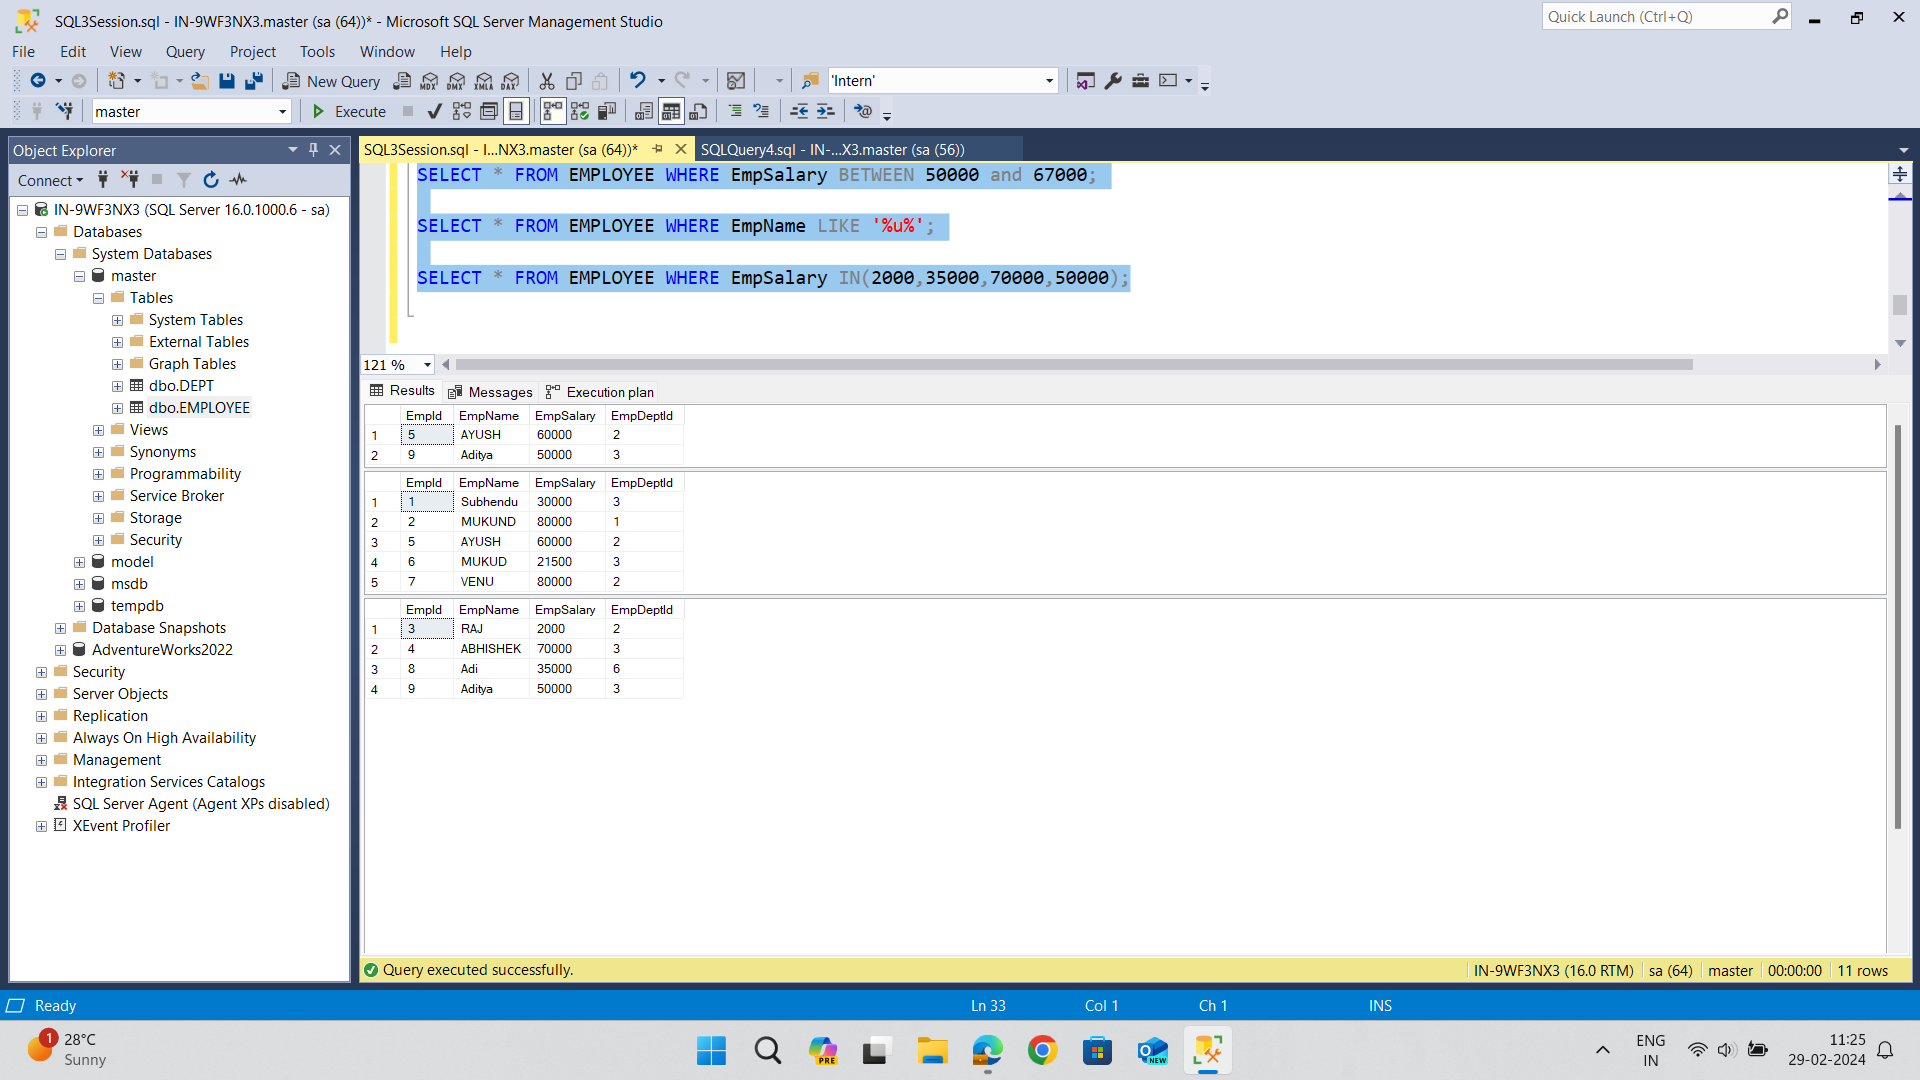 SQL3Session.sql - IN-9WF3NX3.master (sa (64))* - Microsoft SQL Server Management Studio
Quick Launch (Ctrl+Q)
File Edit View Query Project Tools Window Help
New Query
MDX DMX XMLA DAX
'Intern'
master
Execute
Object Explorer
Connect
IN-9WF3NX3 (SQL Server 16.0.1000.6 - sa)
Databases
System Databases
master
Tables
System Tables
External Tables
Graph Tables
dbo.DEPT
dbo.EMPLOYEE
Views
Synonyms
Programmability
Service Broker
Storage
Security
model
msdb
tempdb
Database Snapshots
AdventureWorks2022
Security
Server Objects
Replication
Always On High Availability
Management
Integration Services Catalogs
SQL Server Agent (Agent XPs disabled)
XEvent Profiler
SQL3Session.sql - I...NX3.master (sa (64))* SQLQuery4.sql - IN-...X3.master (sa (56))
SELECT * FROM EMPLOYEE WHERE EmpSalary BETWEEN 50000 and 67000;
SELECT * FROM EMPLOYEE WHERE EmpName LIKE '%u%';
SELECT * FROM EMPLOYEE WHERE EmpSalary IN(2000,35000,70000,50000);
121 %
Results Messages Execution plan
EmpId EmpName EmpSalary EmpDeptId
1 5 AYUSH 60000 2
2 9 Aditya 50000 3
EmpId EmpName EmpSalary EmpDeptId
1 1 Subhendu 30000 3
2 2 MUKUND 80000 1
3 5 AYUSH 60000 2
4 6 MUKUD 21500 3
5 7 VENU 80000 2
EmpId EmpName EmpSalary EmpDeptId
1 3 RAJ 2000 2
2 4 ABHISHEK 70000 3
3 8 Adi 35000 6
4 9 Aditya 50000 3
Query executed successfully.
IN-9WF3NX3 (16.0 RTM) sa (64) master 00:00:00 11 rows
Ready Ln 33 Col 1 Ch 1 INS
1
28°C
Sunny
PRE
NEW
ENG
IN
11:25
29-02-2024